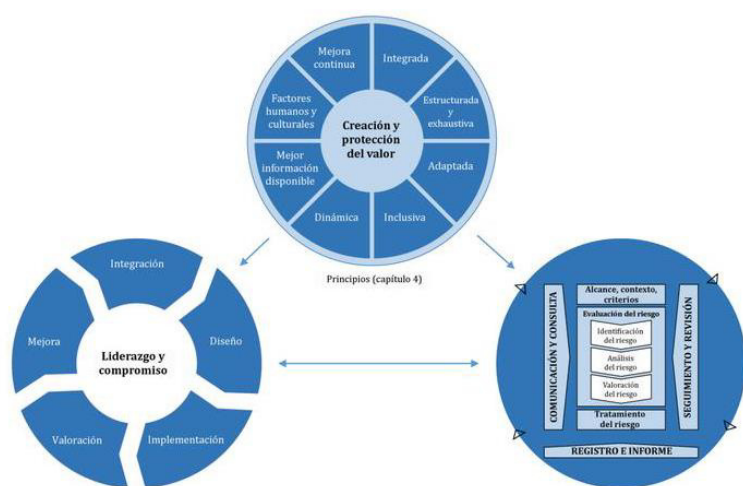 Mejora
continua
Integrada
Factores
humanos y
culturales
Estructurada
y
exhaustiva
Creación y
protección
del valor
Mejor
información
disponible
Adaptada
Dinámica
Inclusiva
Principios (capítulo 4)
Integración
Mejora
Diseño
Liderazgo y
compromiso
Valoración
Implementación
COMUNICACIÓN Y CONSULTA
Alcance, contexto,
criterios
Evaluación del riesgo
Identificación
del riesgo
Análisis
del riesgo
Valoración
del riesgo
Tratamiento
del riesgo
SEGUIMIENTO Y REVISIÓN
REGISTRO E INFORME